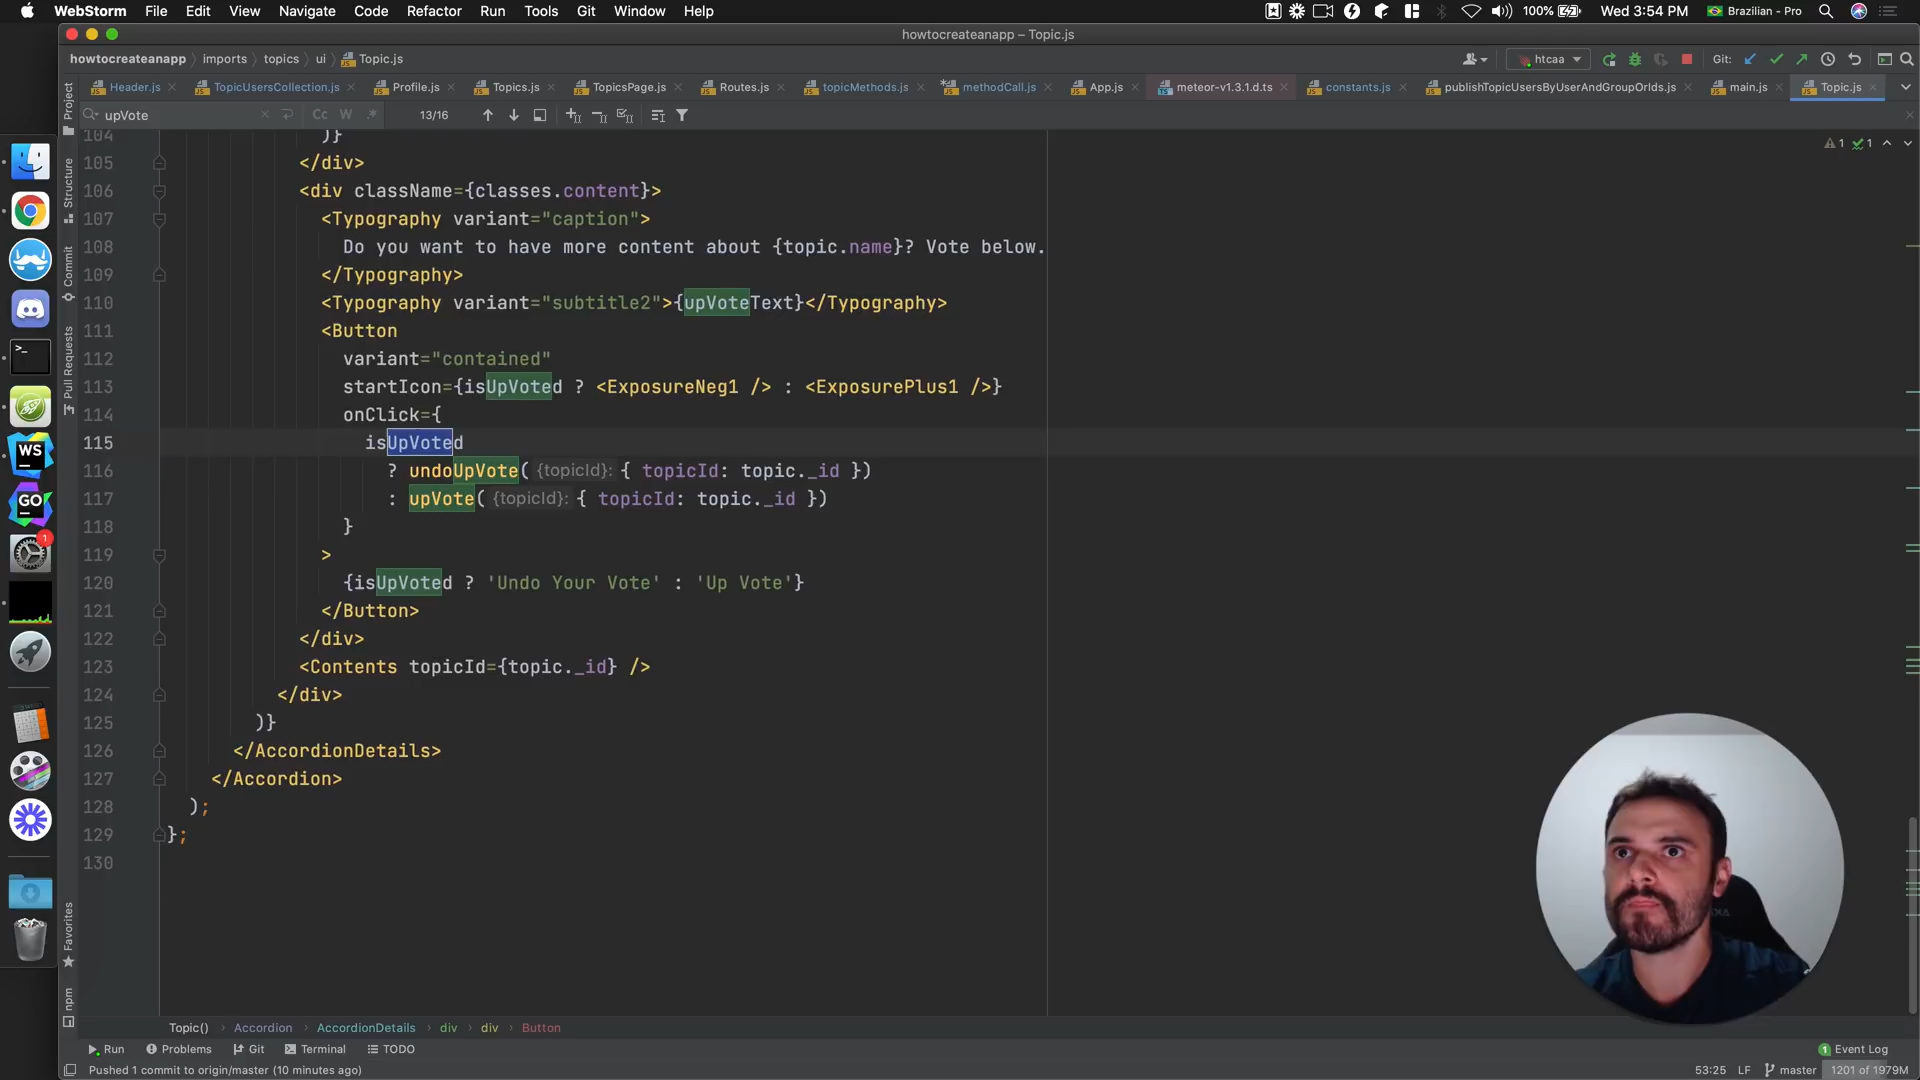 WebStorm File Edit View Navigate Code Refactor Run Tools Git Window Help 100% Wed 3:54 PM Brazilian - Pro
howtocreateanapp – Topic.js
howtocreateanapp imports topics ui Topic.js htcaa Git:
Header.js TopicUsersCollection.js Profile.js Topics.js TopicsPage.js Routes.js topicMethods.js methodCall.js App.js meteor-v1.3.1.d.ts constants.js publishTopicUsersByUserAndGroupOrIds.js main.js Topic.js
upVote Cc W .* 13/16
104 )}
1 1
105 </div>
106 <div className={classes.content}>
107 <Typography variant="caption">
108 Do you want to have more content about {topic.name}? Vote below.
109 </Typography>
110 <Typography variant="subtitle2">{upVoteText}</Typography>
111 <Button
112 variant="contained"
113 startIcon={isUpVoted ? <ExposureNeg1 /> : <ExposurePlus1 />}
114 onClick={
115 isUpVoted
116 ? undoUpVote( {topicId}: { topicId: topic._id })
117 : upVote( {topicId}: { topicId: topic._id })
118 }
119 >
120 {isUpVoted ? 'Undo Your Vote' : 'Up Vote'}
121 </Button>
122 </div>
123 <Contents topicId={topic._id} />
124 </div>
125 )}
126 </AccordionDetails>
127 </Accordion>
128 );
129 };
130
Project
Structure
Commit
Pull Requests
Favorites
npm
WS
GO
1
Topic() Accordion AccordionDetails div div Button
Run Problems Git Terminal TODO 1 Event Log
Pushed 1 commit to origin/master (10 minutes ago) 53:25 LF master 1201 of 1979M